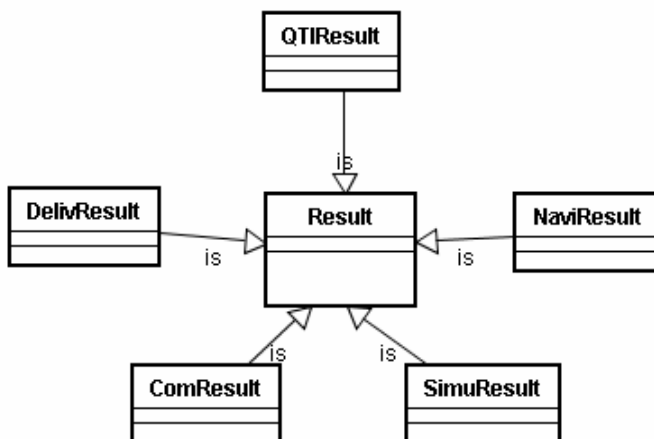 QTIResult
is
DelivResult
Result
NaviResult
is
is
is
is
ComResult
SimuResult